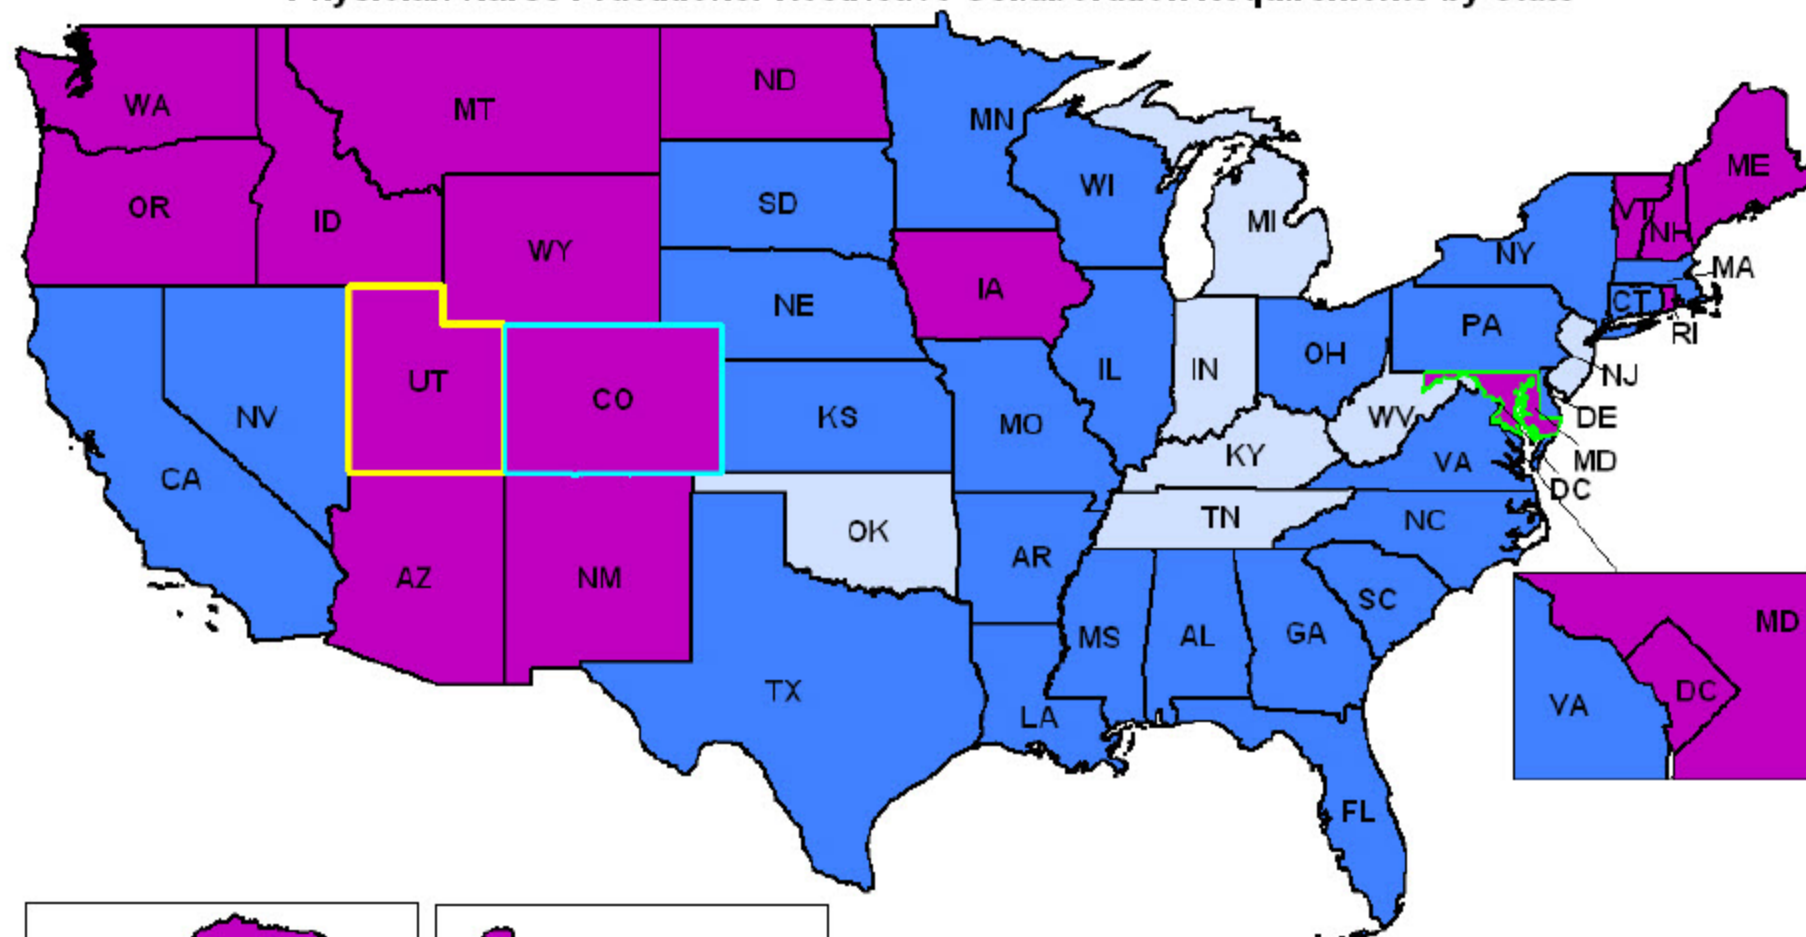 by State
WA
MT
ND
MN
OR
ID
WY
SD
WI
MI
ME
VT
NH
NY
MA
CT
RI
IA
NE
PA
NJ
NV
UT
CO
KS
MO
IL
IN
OH
WV
DE
MD
DC
CA
KY
VA
TN
NC
OK
AR
AZ
NM
SC
MS
AL
GA
TX
LA
FL
MD
DC
VA